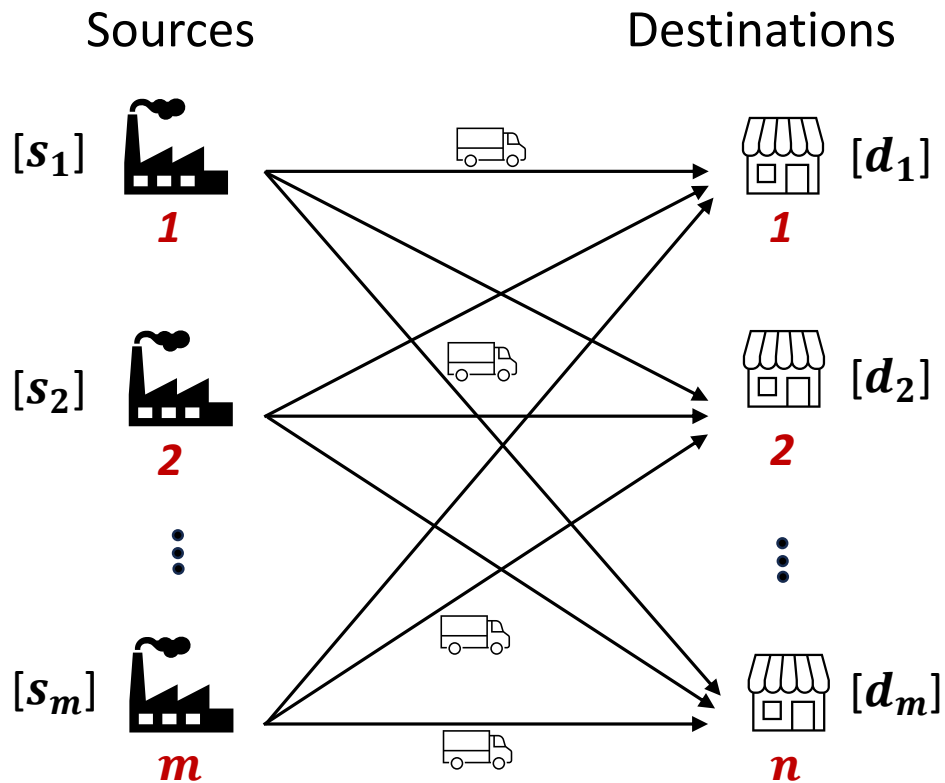 Sources Destinations
[s₁] [d₁]
1 1
[s₂] [d₂]
2 2
[sₘ] [dₘ]
m n